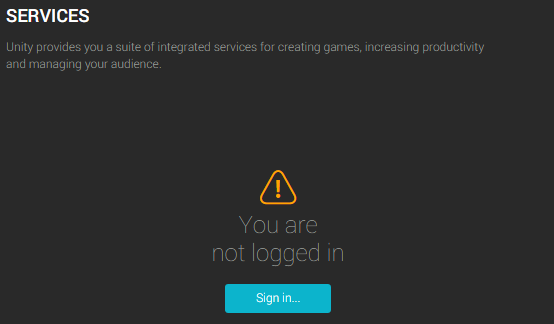 SERVICES
Unity provides you a suite of integrated services for creating games, increasing productivity
and managing your audience.
You are
not logged in
Sign in...